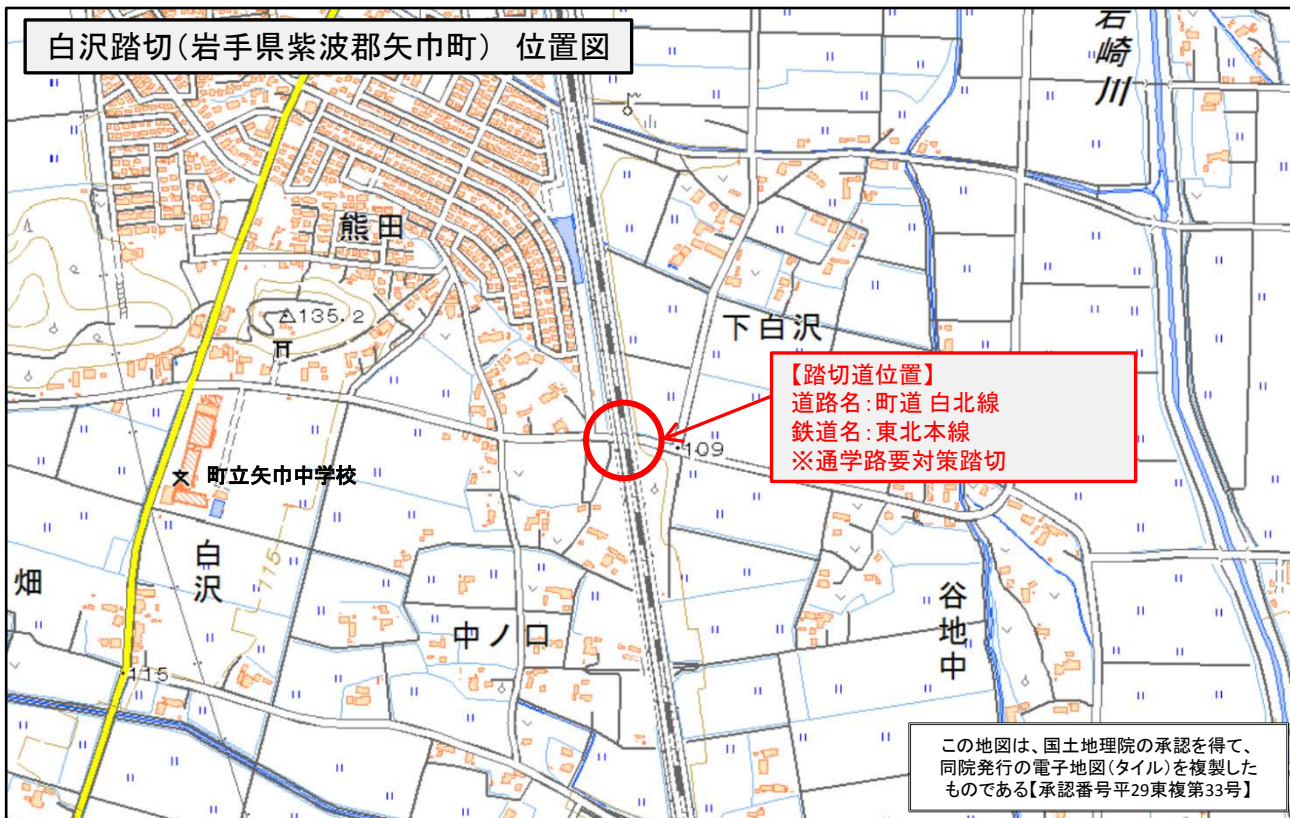 白沢踏切（岩手県紫波郡矢巾町） 位置図
岩崎川
熊田
135.2
下白沢
【踏切道位置】
道路名：町道 白北線
鉄道名：東北本線
※通学路要対策踏切
109
町立矢巾中学校
白沢
115
畑
中ノ口
谷地中
115
この地図は、国土地理院の承認を得て、
同院発行の電子地図（タイル）を複製した
ものである【承認番号平29東複第33号】